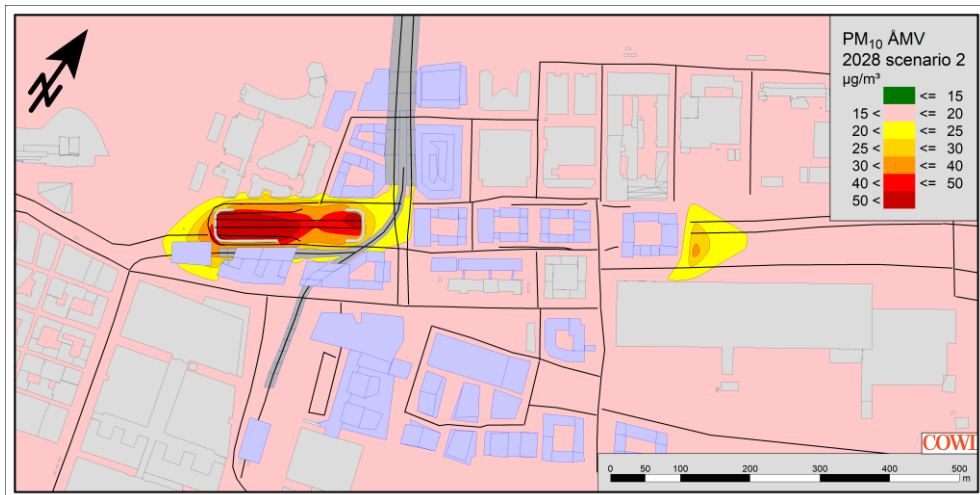 N
PM₁₀ ÅMV
2028 scenario 2
µg/m³
<= 15
15 < <= 20
20 < <= 25
25 < <= 30
30 < <= 40
40 < <= 50
50 <
COWI
0 50 100 200 300 400 500
m